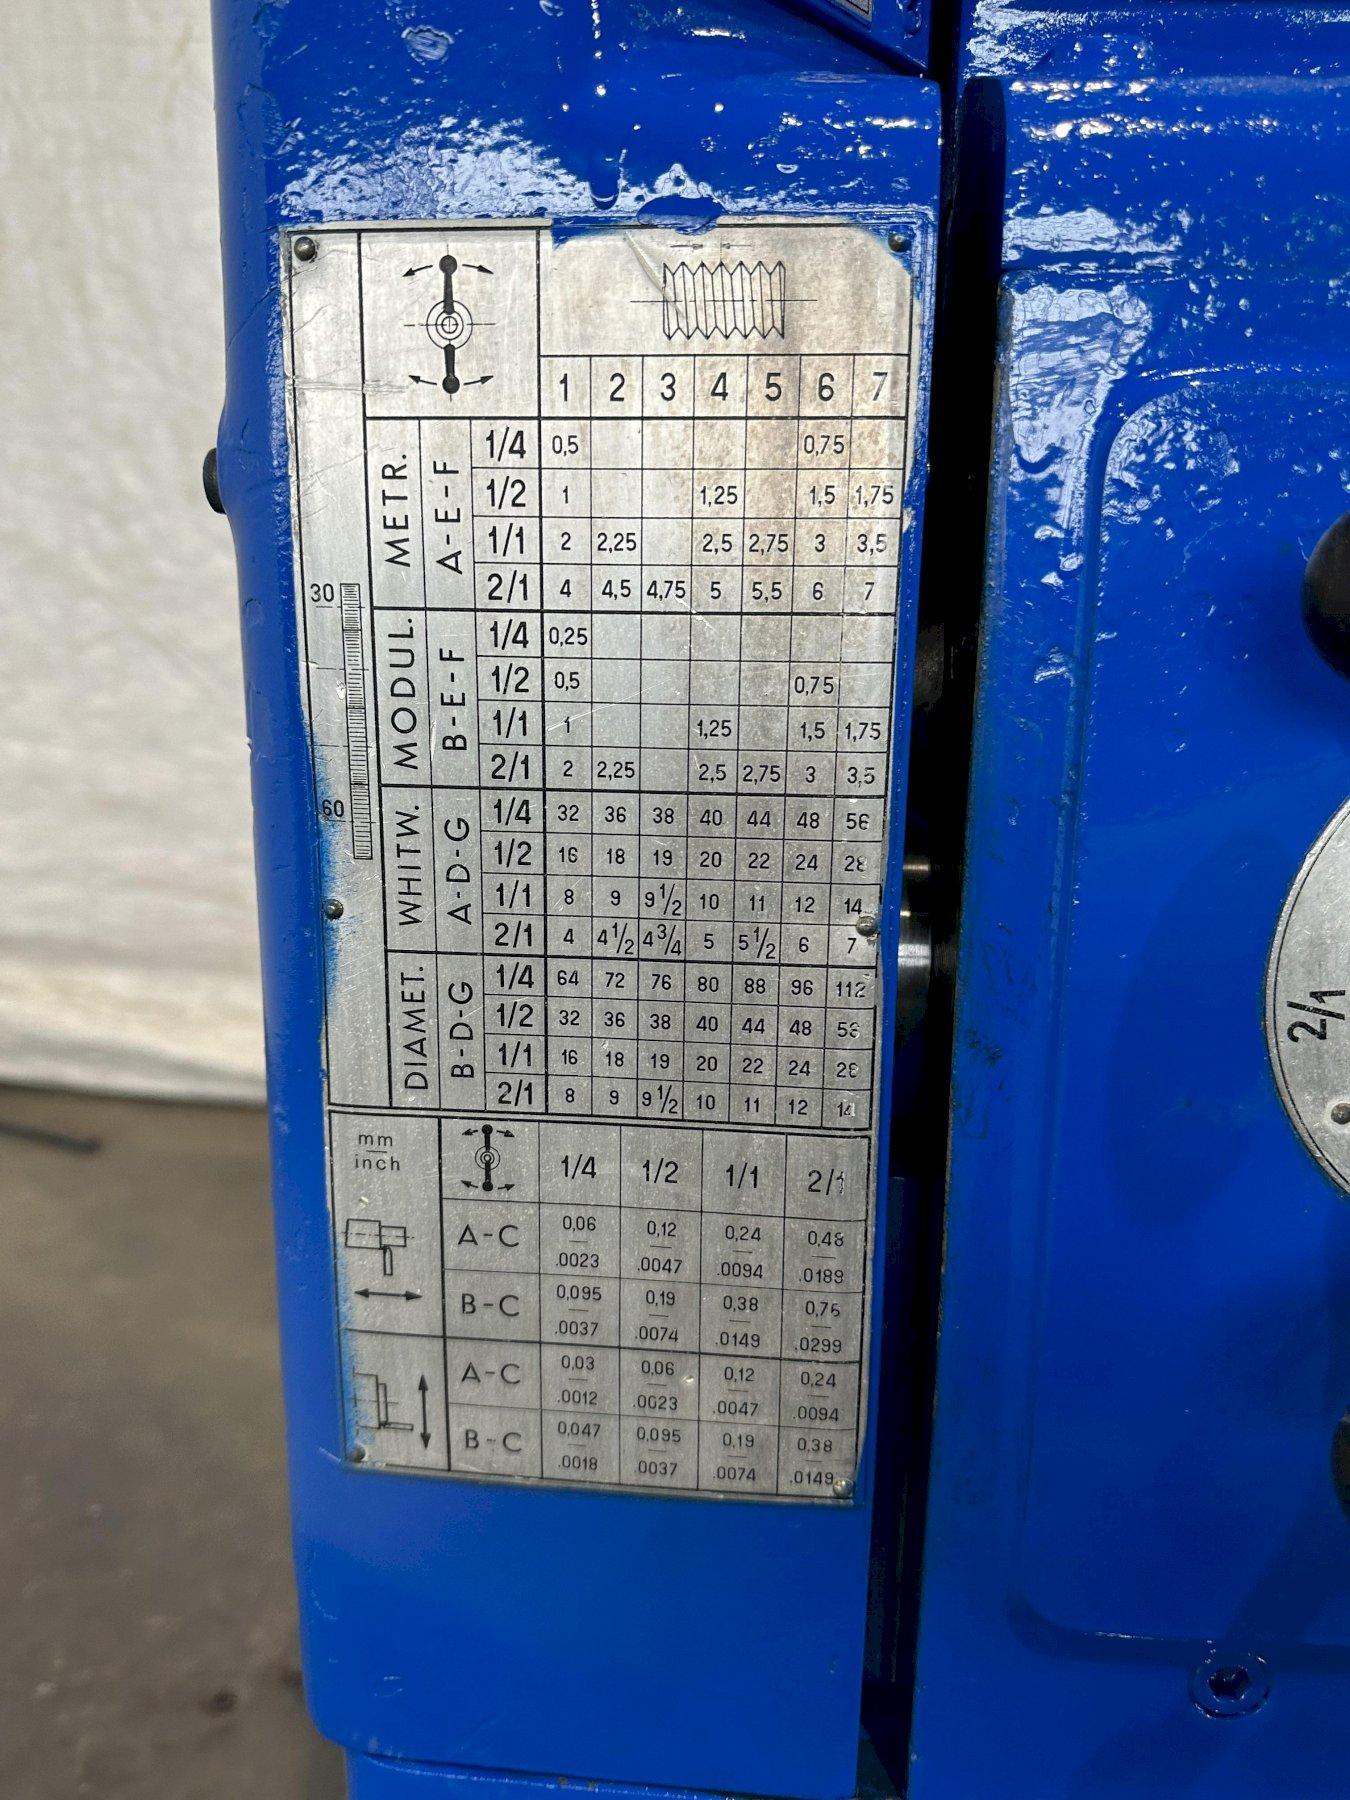 1 2 3 4 5 6 7
METR. A-E-F
1/4 0,5 0,75
1/2 1 1,25 1,5 1,75
1/1 2 2,25 2,5 2,75 3 3,5
2/1 4 4,5 4,75 5 5,5 6 7
30
MODUL. B-E-F
1/4 0,25
1/2 0,5 0,75
1/1 1 1,25 1,5 1,75
2/1 2 2,25 2,5 2,75 3 3,5
60
WHITW. A-D-G
1/4 32 36 38 40 44 48 56
1/2 16 18 19 20 22 24 28
1/1 8 9 9 1/2 10 11 12 14
2/1 4 4 1/2 4 3/4 5 5 1/2 6 7
DIAMET. B-D-G
1/4 64 72 76 80 88 96 112
1/2 32 36 38 40 44 48
1/1 16 18 19 20 22 24
2/1 8 9 9 1/2 10 11 12 14
mm
inch
1/4 1/2 1/1 2/1
A-C
0,06 0,12 0,24 0,48
.0023 .0047 .0094 .0189
B-C
0,095 0,19 0,38 0,75
.0037 .0074 .0149 .0299
A-C
0,03 0,06 0,12 0,24
.0012 .0023 .0047 .0094
B-C
0,047 0,095 0,19 0,38
.0018 .0037 .0074 .0149
2/1